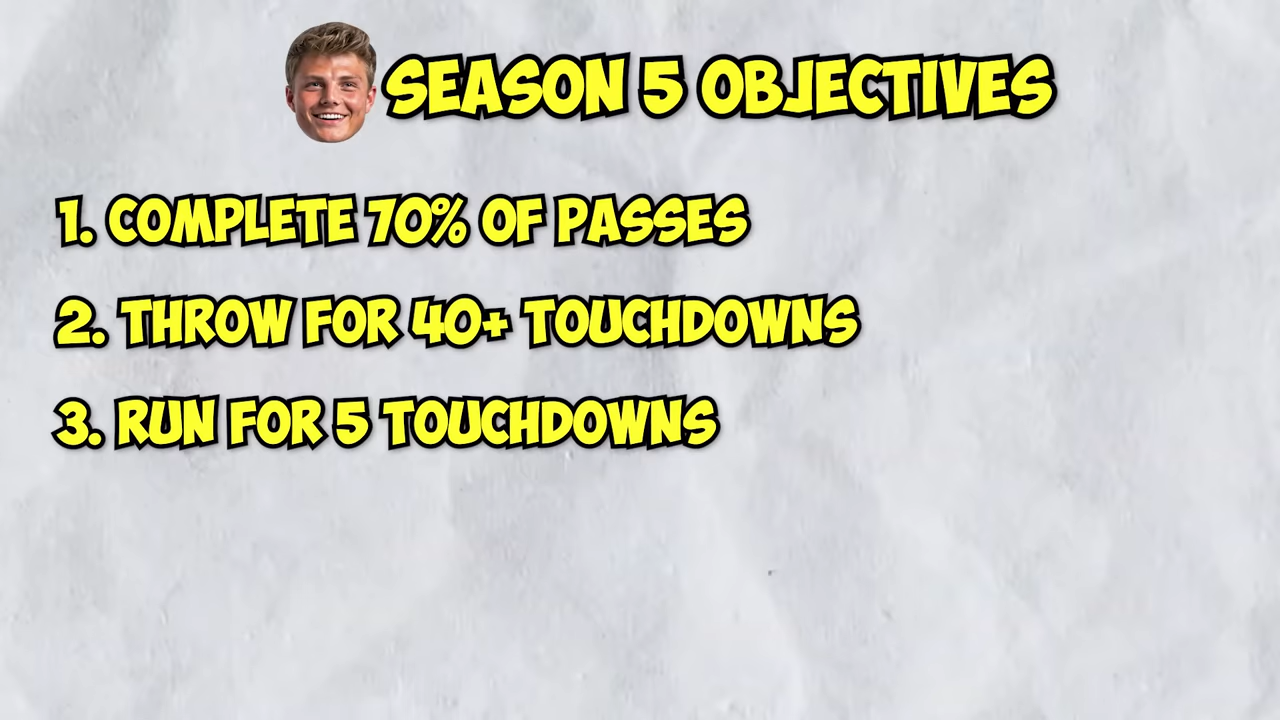 SEASON 5 OBJECTIVES
1. COMPLETE 70% OF PASSES
2. THROW FOR 40+ TOUCHDOWNS
3. RUN FOR 5 TOUCHDOWNS